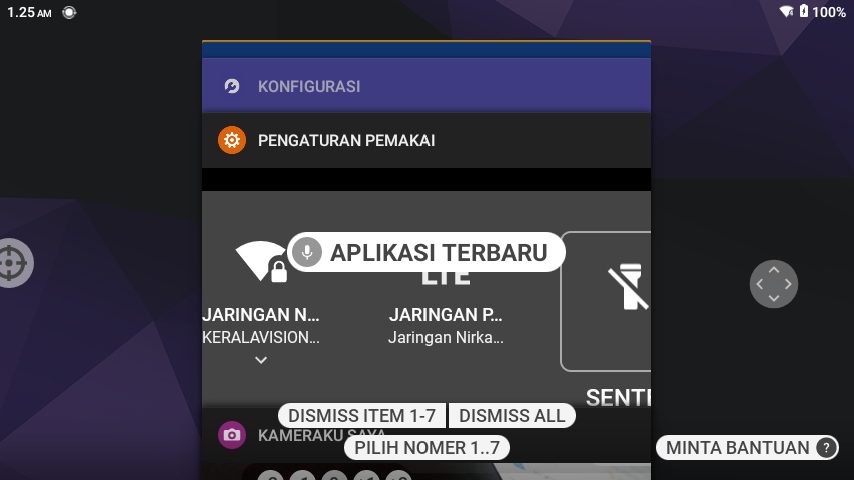 1.25 AM
100%
KONFIGURASI
PENGATURAN PEMAKAI
APLIKASI TERBARU
LTE
JARINGAN N...
JARINGAN P...
KERALAVISION...
Jaringan Nirka...
DISMISS ITEM 1-7
DISMISS ALL
KAMERAKU SAYA
PILIH NOMER 1..7
MINTA BANTUAN ?